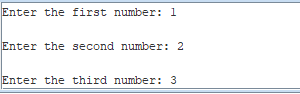 Enter the first number: 1
Enter the second number: 2
Enter the third number: 3